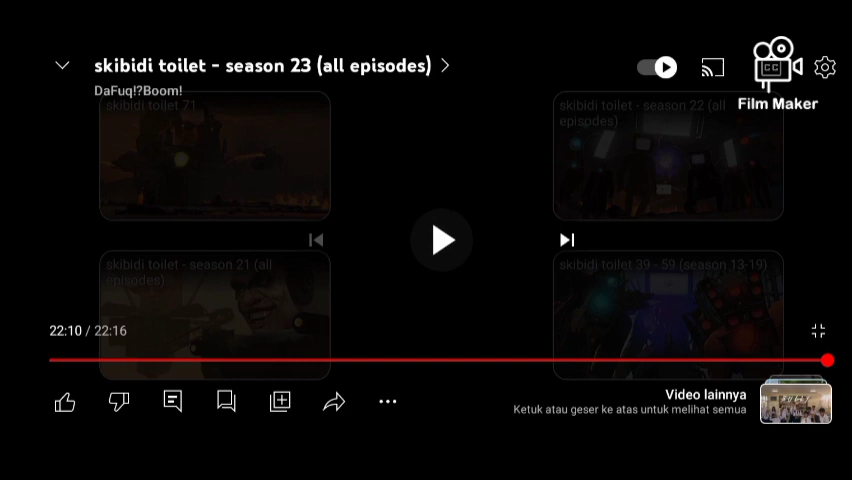 skibidi toilet - season 23 (all episodes)
DaFuq!?Boom!
CC
Film Maker
skibidi toilet 71
skibidi toilet - season 22 (all
episodes)
skibidi toilet - season 21 (all
episodes)
skibidi toilet 39 - 59 (season 13-19)
22:10 / 22:16
Video lainnya
Ketuk atau geser ke atas untuk melihat semua